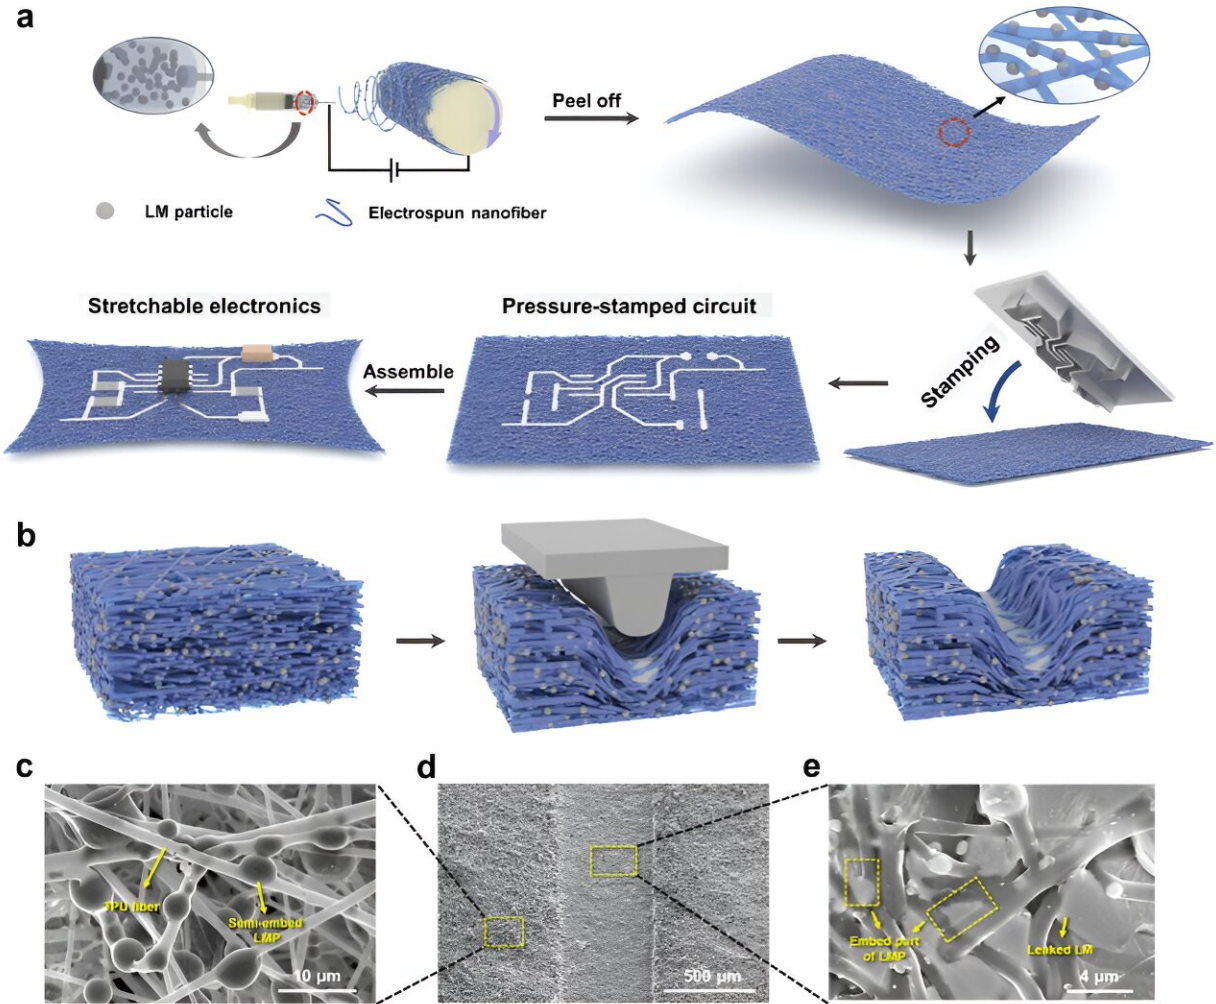 a
Peel off
LM particle
Electrospun nanofiber
Stretchable electronics
Pressure-stamped circuit
Stamping
Assemble
b
c
d
e
TPU fiber
Semi-embed
LMP
10 μm
500 μm
Embed part
of LMP
Leaked LM
4 μm